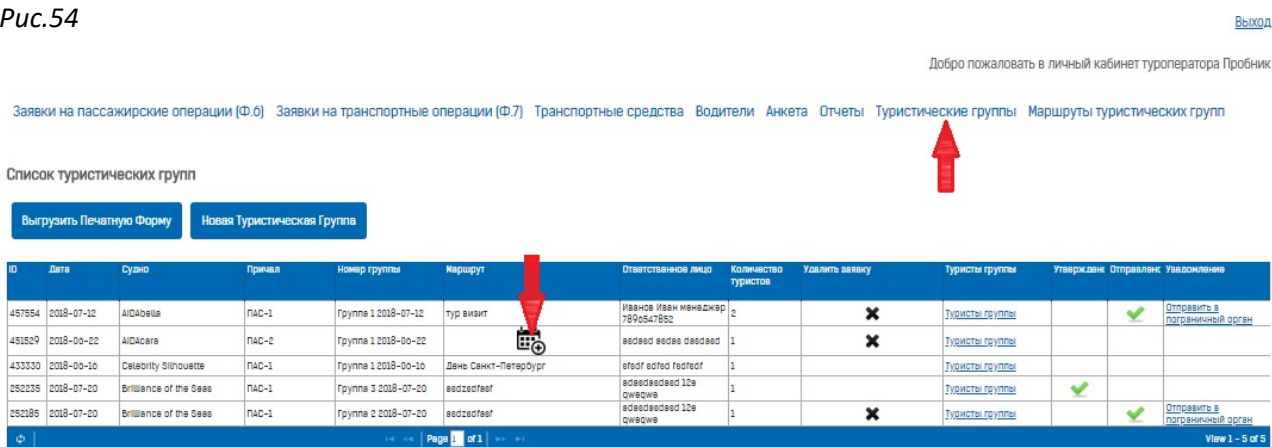 Рис.54
Выход
Добро пожаловать в личный кабинет туроператора Пробник
Заявки на пассажирские операции (Ф.6) Заявки на транспортные операции (Ф.7) Транспортные средства Водители Анкета Отчеты Туристические группы Маршруты туристических групп
Список туристических групп
Выгрузить Печатную Форму Новая Туристическая Группа
ID Дата Судно Причал Номер группы Маршрут Ответственное лицо Количество туристов Удалить заявку Туристы группы Утвержден Отправлен Уведомление
457554 2018-07-12 AIDAbella ПАС-1 Группа 1 2018-07-12 тур визит Иванов Иван менеджер 7890547852 2 Туристы группы Отправить в пограничный орган
451529 2018-06-22 AIDAcara ПАС-2 Группа 1 2018-06-22 asdasd asdas dasdasd 1 Туристы группы
433330 2018-06-16 Celebrity Silhouette ПАС-1 Группа 1 2018-06-16 День Санкт-Петербург sfsdf sdfsd fsdfsdf 1 Туристы группы
252235 2018-07-20 Brilliance of the Seas ПАС-1 Группа 3 2018-07-20 asdzsdfasf adasdasdasd 12a qwaqwe 1 Туристы группы
252185 2018-07-20 Brilliance of the Seas ПАС-1 Группа 2 2018-07-20 asdzsdfasf adasdasdasd 12a qwaqwe 1 Туристы группы Отправить в пограничный орган
Page 1 of 1 View 1 - 5 of 5